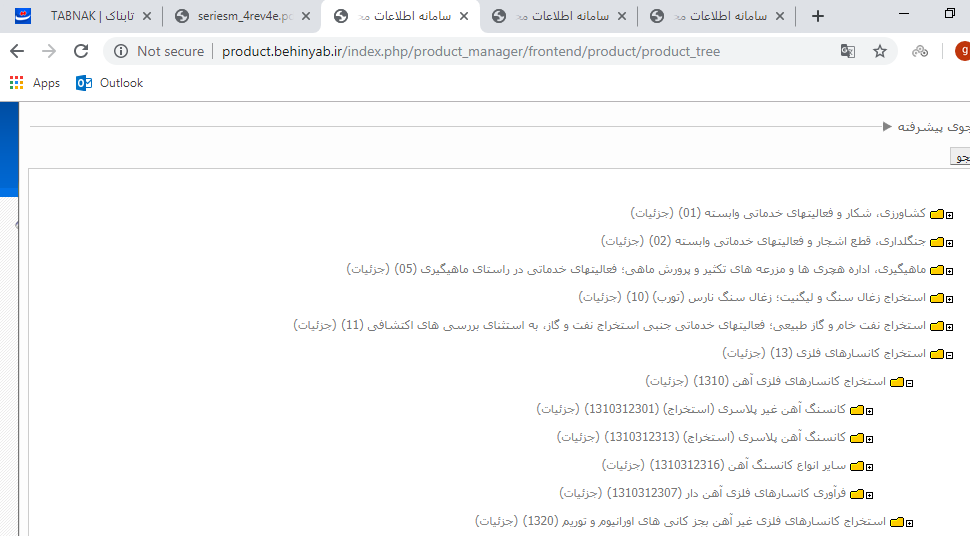 TABNAK | تابناک
seriesm_4rev4e.pd
سامانه اطلاعات
سامانه اطلاعات
سامانه اطلاعات
Not secure | product.behinyab.ir/index.php/product_manager/frontend/product/product_tree
Apps Outlook
جوی پیشرفته
جو
کشاورزی، شکار و فعالیتهای خدماتی وابسته (01) (جزئیات)
جنگلداری، قطع اشجار و فعالیتهای خدماتی وابسته (02) (جزئیات)
ماهیگیری، اداره هچری ها و مزرعه های تکثیر و پرورش ماهی؛ فعالیتهای خدماتی در راستای ماهیگیری (05) (جزئیات)
استخراج زغال سنگ و لیگنیت؛ زغال سنگ نارس (تورب) (10) (جزئیات)
استخراج نفت خام و گاز طبیعی؛ فعالیتهای خدماتی جنبی استخراج نفت و گاز، به استثنای بررسی های اکتشافی (11) (جزئیات)
استخراج کانسارهای فلزی (13) (جزئیات)
استخراج کانسارهای فلزی آهن (1310) (جزئیات)
کانسنگ آهن غیر پلاسری (استخراج) (1310312301) (جزئیات)
کانسنگ آهن پلاسری (استخراج) (1310312313) (جزئیات)
سایر انواع کانسنگ آهن (1310312316) (جزئیات)
فرآوری کانسارهای فلزی آهن دار (1310312307) (جزئیات)
استخراج کانسارهای فلزی غیر آهن بجز کانی های اورانیوم و توریم (1320) (جزئیات)